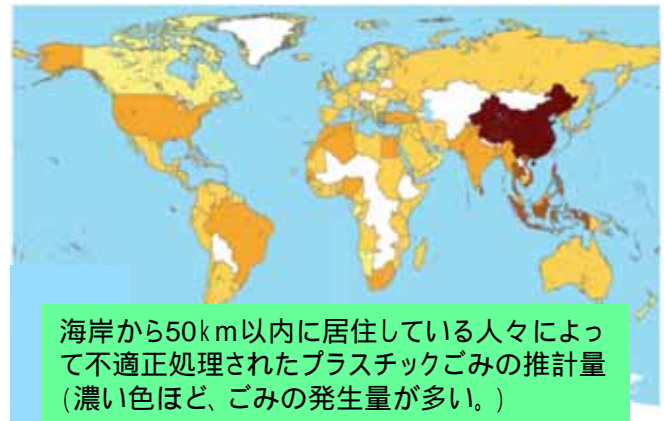 海岸から50km以内に居住している人々によっ
て不適正処理されたプラスチックごみの推計量
(濃い色ほど、ごみの発生量が多い。)